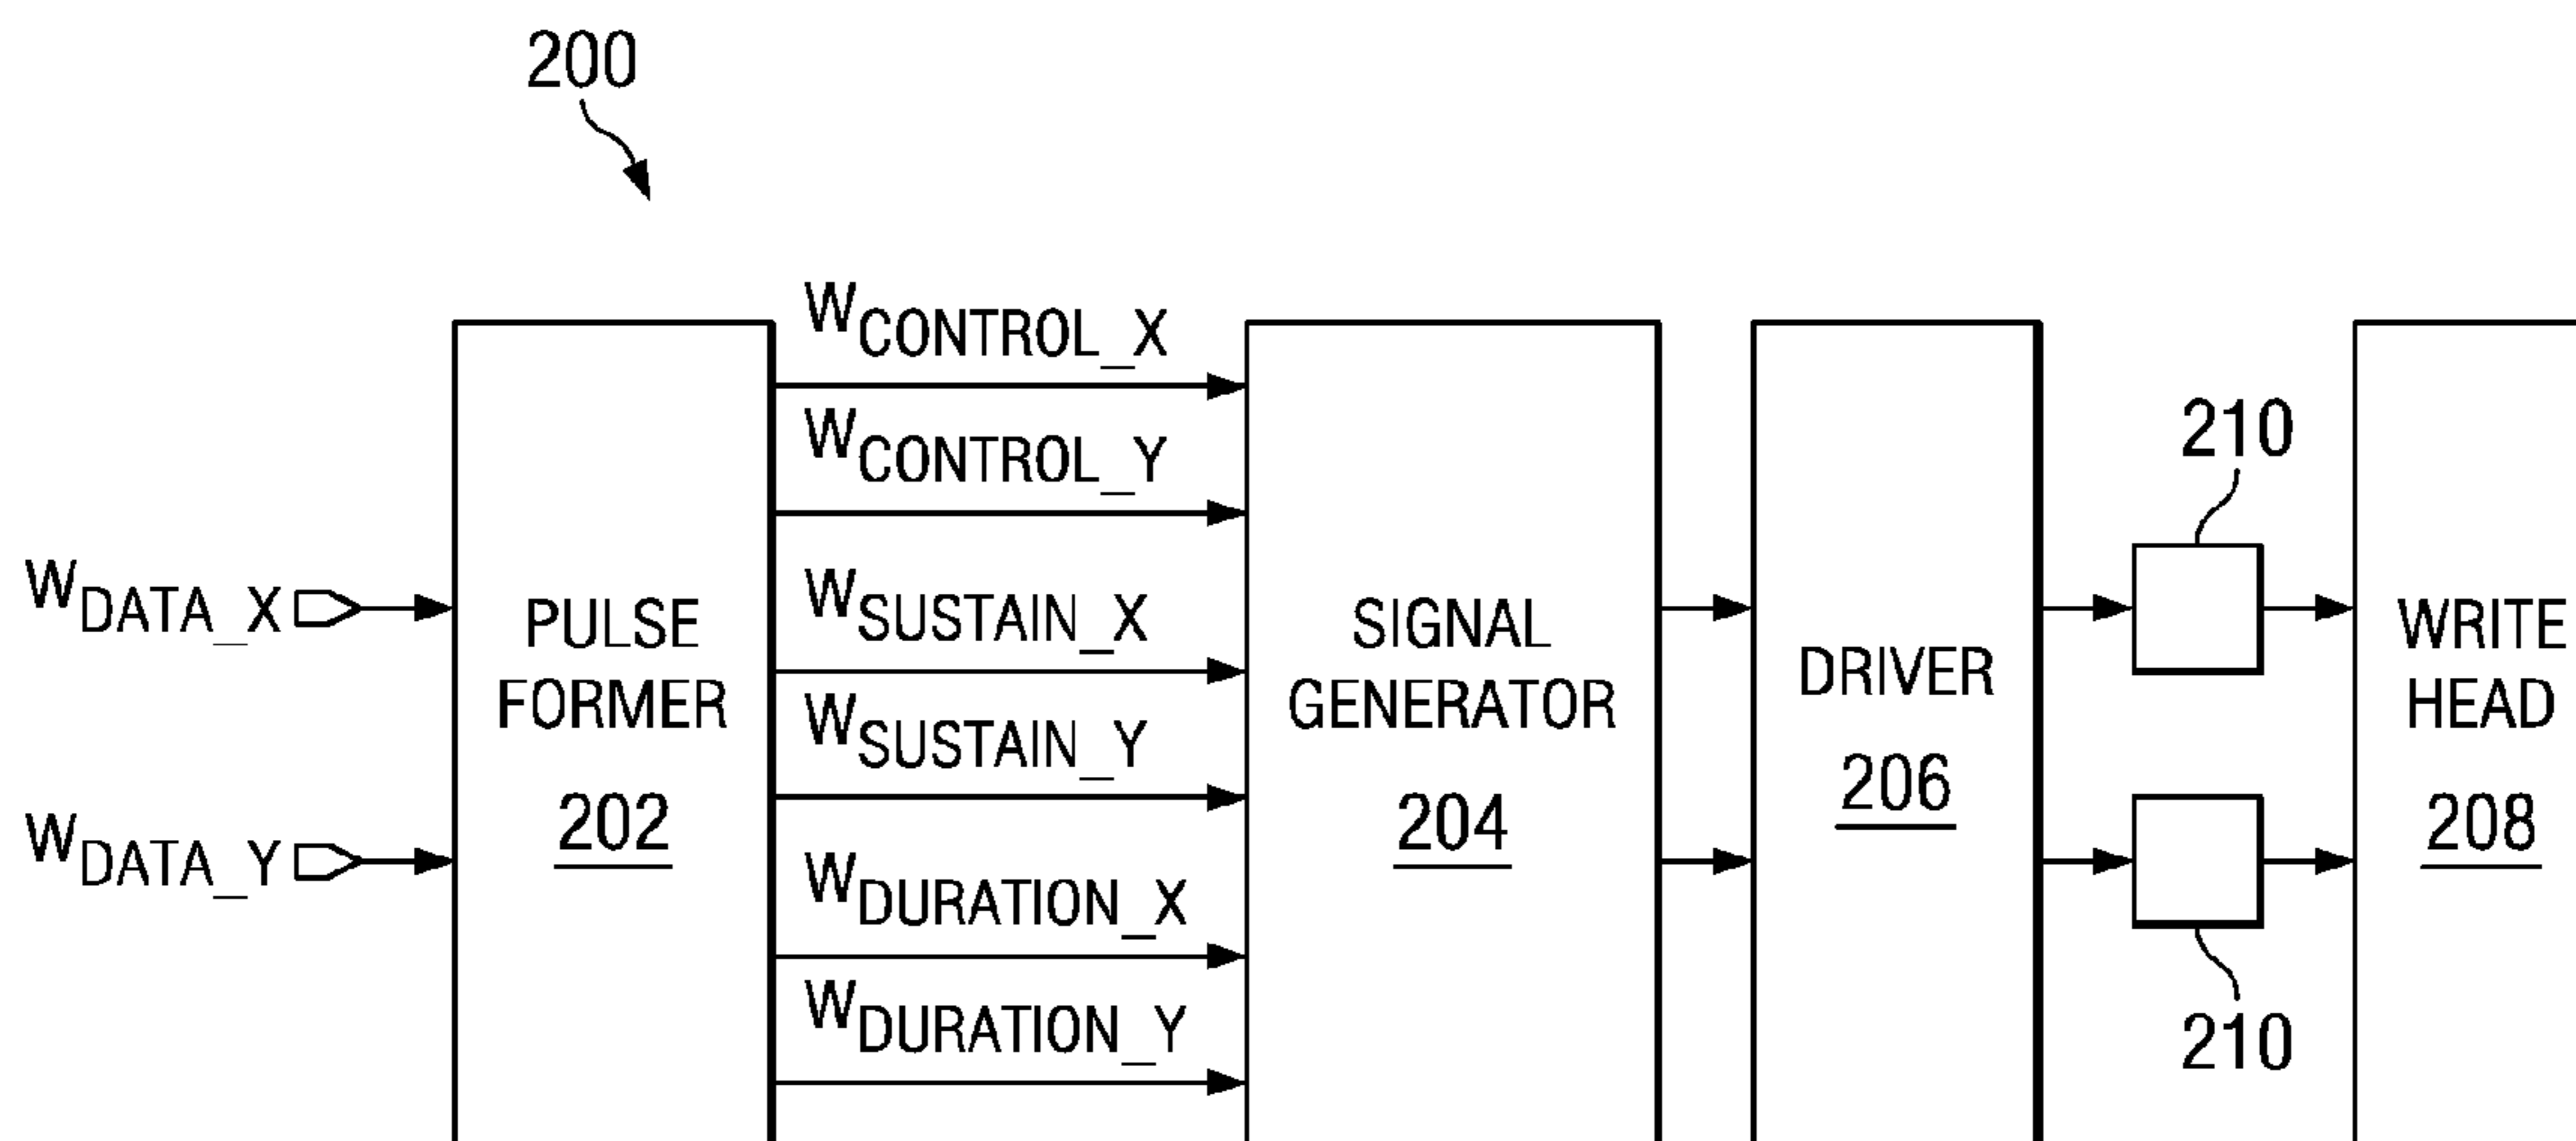 200
W_DATA_X
W_DATA_Y
PULSE
FORMER
202
W_CONTROL_X
W_CONTROL_Y
W_SUSTAIN_X
W_SUSTAIN_Y
W_DURATION_X
W_DURATION_Y
SIGNAL
GENERATOR
204
DRIVER
206
210
210
WRITE
HEAD
208